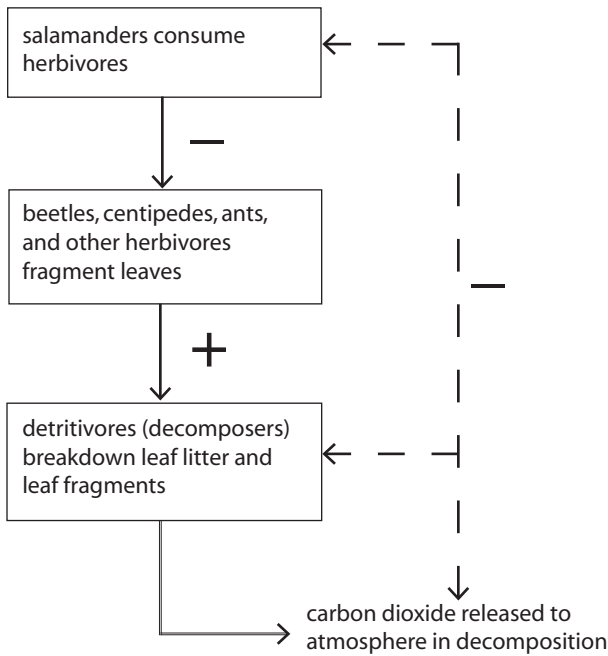 salamanders consume
herbivores
−
beetles, centipedes, ants,
and other herbivores
fragment leaves
−
+
detritivores (decomposers)
breakdown leaf litter and
leaf fragments
carbon dioxide released to
atmosphere in decomposition